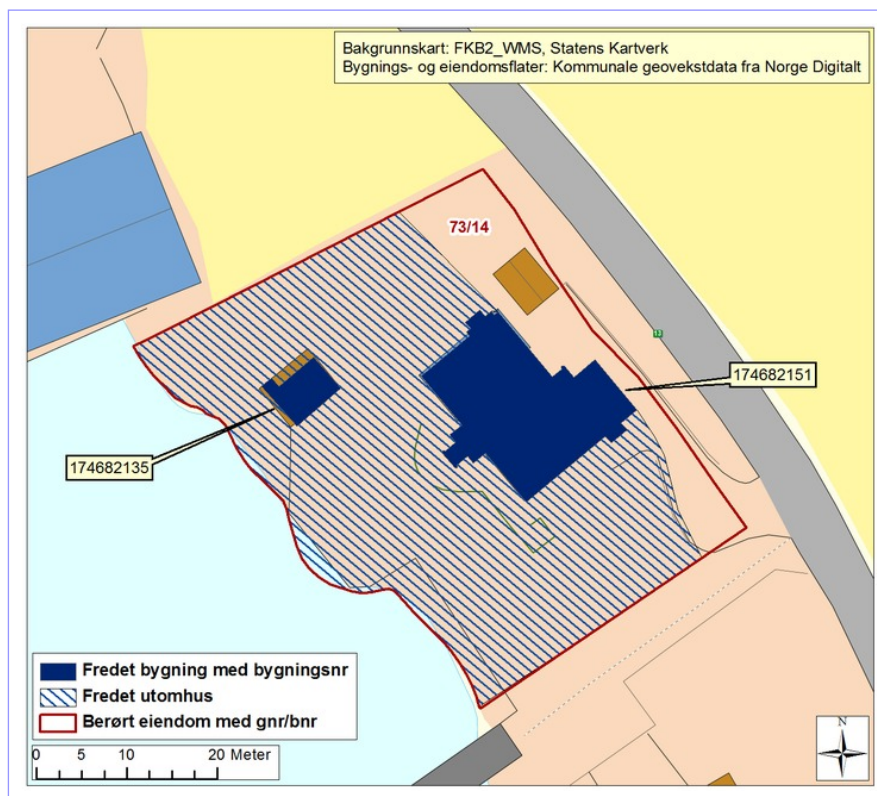 Bakgrunnskart: FKB2_WMS, Statens Kartverk
Bygnings- og eiendomsflater: Kommunale geovekstdata fra Norge Digitalt
73/14
13
174682151
174682135
Fredet bygning med bygningsnr
Fredet utomhus
Berørt eiendom med gnr/bnr
0 5 10 20 Meter
N